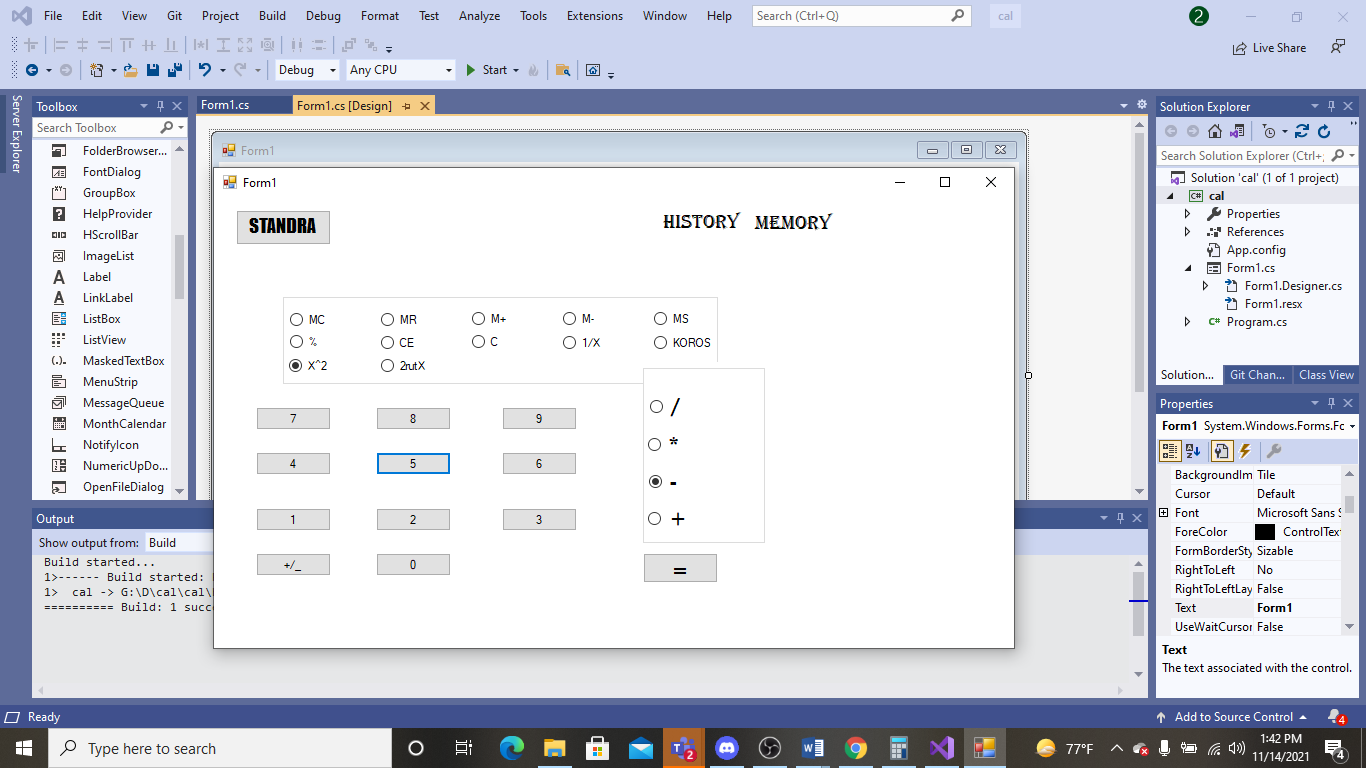 File Edit View Git Project Build Debug Format Test Analyze Tools Extensions Window Help Search (Ctrl+Q) cal 2
Live Share
Debug Any CPU Start
Server Explorer
Toolbox
Search Toolbox
FolderBrowser...
FontDialog
GroupBox
HelpProvider
HScrollBar
ImageList
Label
LinkLabel
ListBox
ListView
MaskedTextBox
MenuStrip
MessageQueue
MonthCalendar
NotifyIcon
NumericUpDo...
OpenFileDialog
Form1.cs Form1.cs [Design]
Form1
Form1
STANDRA HISTORY MEMORY
MC MR M+ M- MS
% CE C 1/X KOROS
X^2 2rutX
7 8 9 /
4 5 6 *
1 2 3 -
+/_ 0 +
=
Output
Show output from: Build
Build started...
1>------ Build started:
1> cal -> G:\D\cal\cal\
========== Build: 1 succ
Solution Explorer
Search Solution Explorer (Ctrl+;
Solution 'cal' (1 of 1 project)
cal
Properties
References
App.config
Form1.cs
Form1.Designer.cs
Form1.resx
Program.cs
Solution... Git Chan... Class View
Properties
Form1 System.Windows.Forms.Fc
BackgroundIm Tile
Cursor Default
Font Microsoft Sans S
ForeColor ControlTex
FormBorderSty Sizable
RightToLeft No
RightToLeftLay False
Text Form1
UseWaitCursor False
Text
The text associated with the control.
Ready Add to Source Control 4
Type here to search 2 77°F 1:42 PM
11/14/2021 4